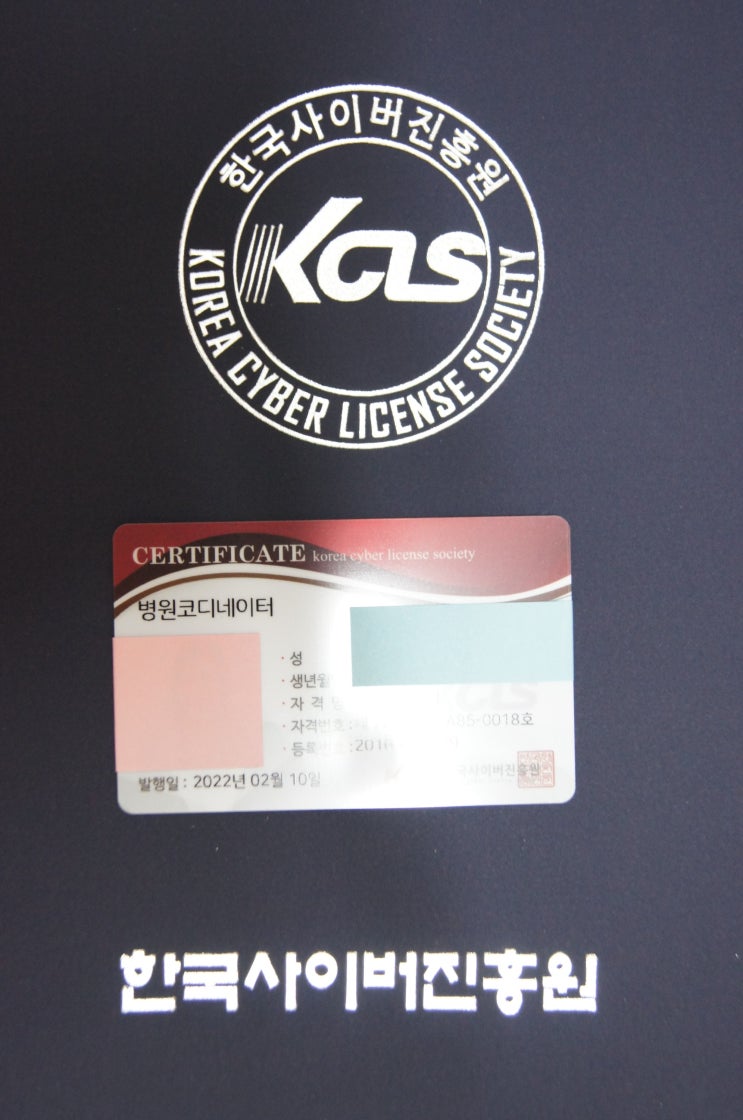 한국사이버진흥원
Kcls
KOREA CYBER LICENSE SOCIETY
CERTIFICATE korea cyber license society
병원코디네이터
· 성
· 생년월
· 자 격
· 자격번호 : A85-0018호
· 등록번호 : 201
발행일 : 2022년 02월 10일
국사이버진흥원
한국사이버진흥원